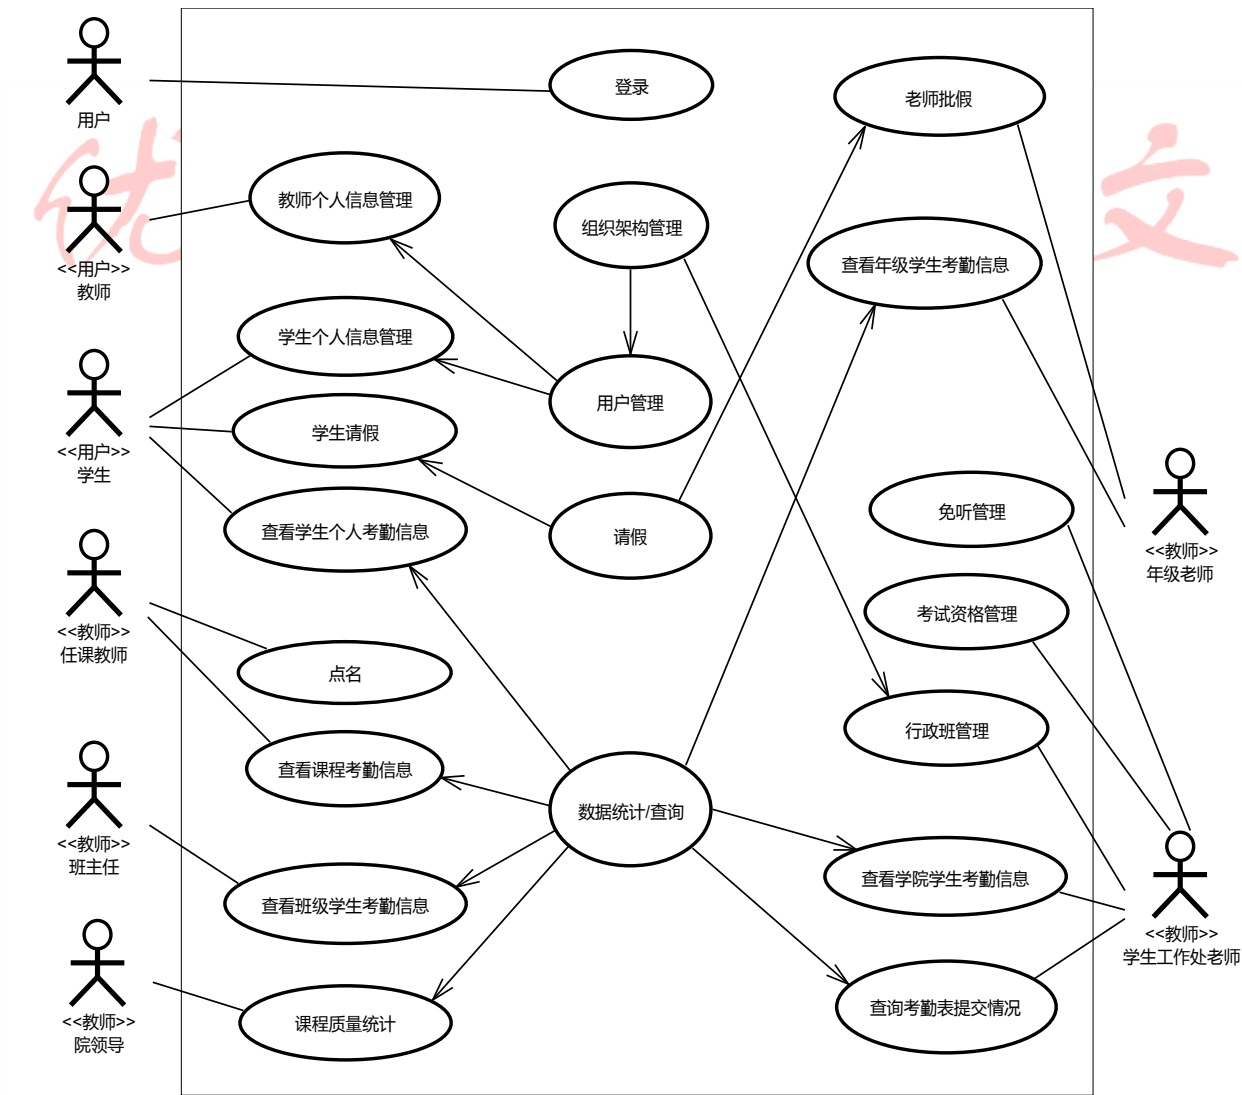 优
文
用户
<<用户>>
教师
<<用户>>
学生
<<教师>>
任课教师
<<教师>>
班主任
<<教师>>
院领导
登录
教师个人信息管理
组织架构管理
学生个人信息管理
用户管理
学生请假
请假
查看学生个人考勤信息
点名
查看课程考勤信息
数据统计/查询
查看班级学生考勤信息
课程质量统计
老师批假
查看年级学生考勤信息
免听管理
考试资格管理
行政班管理
查看学院学生考勤信息
查询考勤表提交情况
<<教师>>
年级老师
<<教师>>
学生工作处老师